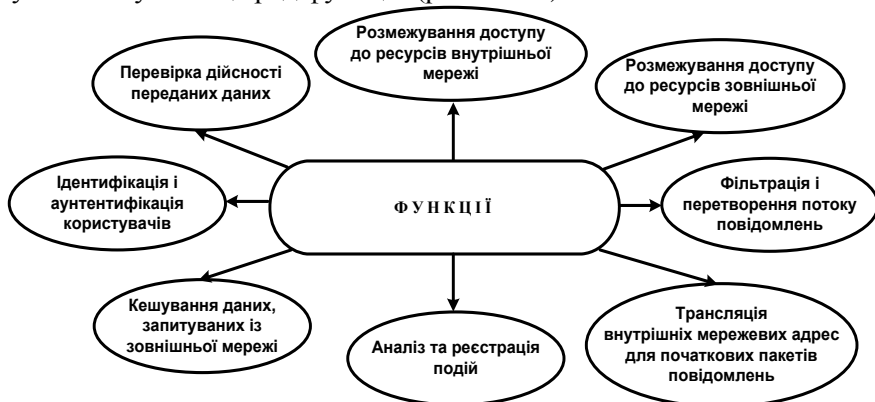 Розмежування доступу
до ресурсів внутрішньої
мережі
Перевірка дійсності
переданих даних
Розмежування доступу
до ресурсів зовнішньої
мережі
Ідентифікація і
аунтентифікація
користувачів
ФУНКЦІЇ
Фільтрація і
перетворення потоку
повідомлень
Кешування даних,
запитуваних із
зовнішньої мережі
Аналіз та реєстрація
подій
Трансляція
внутрішніх мережевих адрес
для початкових пакетів
повідомлень